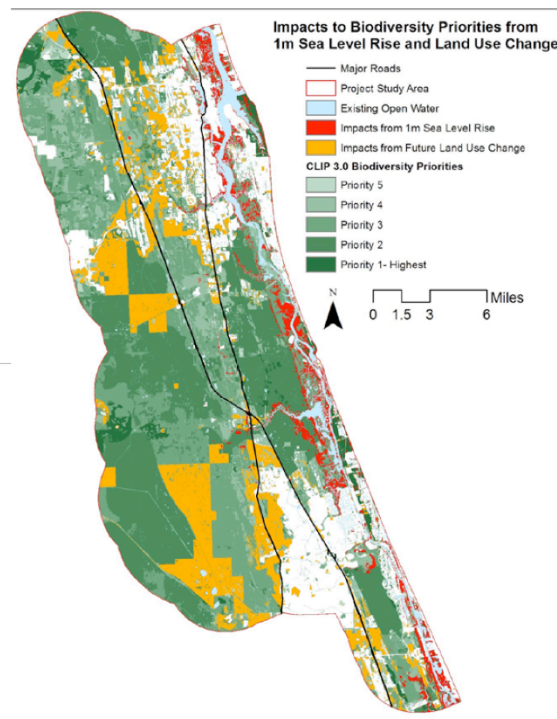 Impacts to Biodiversity Priorities from
1m Sea Level Rise and Land Use Change
Major Roads
Project Study Area
Existing Open Water
Impacts from 1m Sea Level Rise
Impacts from Future Land Use Change
CLIP 3.0 Biodiversity Priorities
Priority 5
Priority 4
Priority 3
Priority 2
Priority 1- Highest
N
Miles
0 1.5 3 6